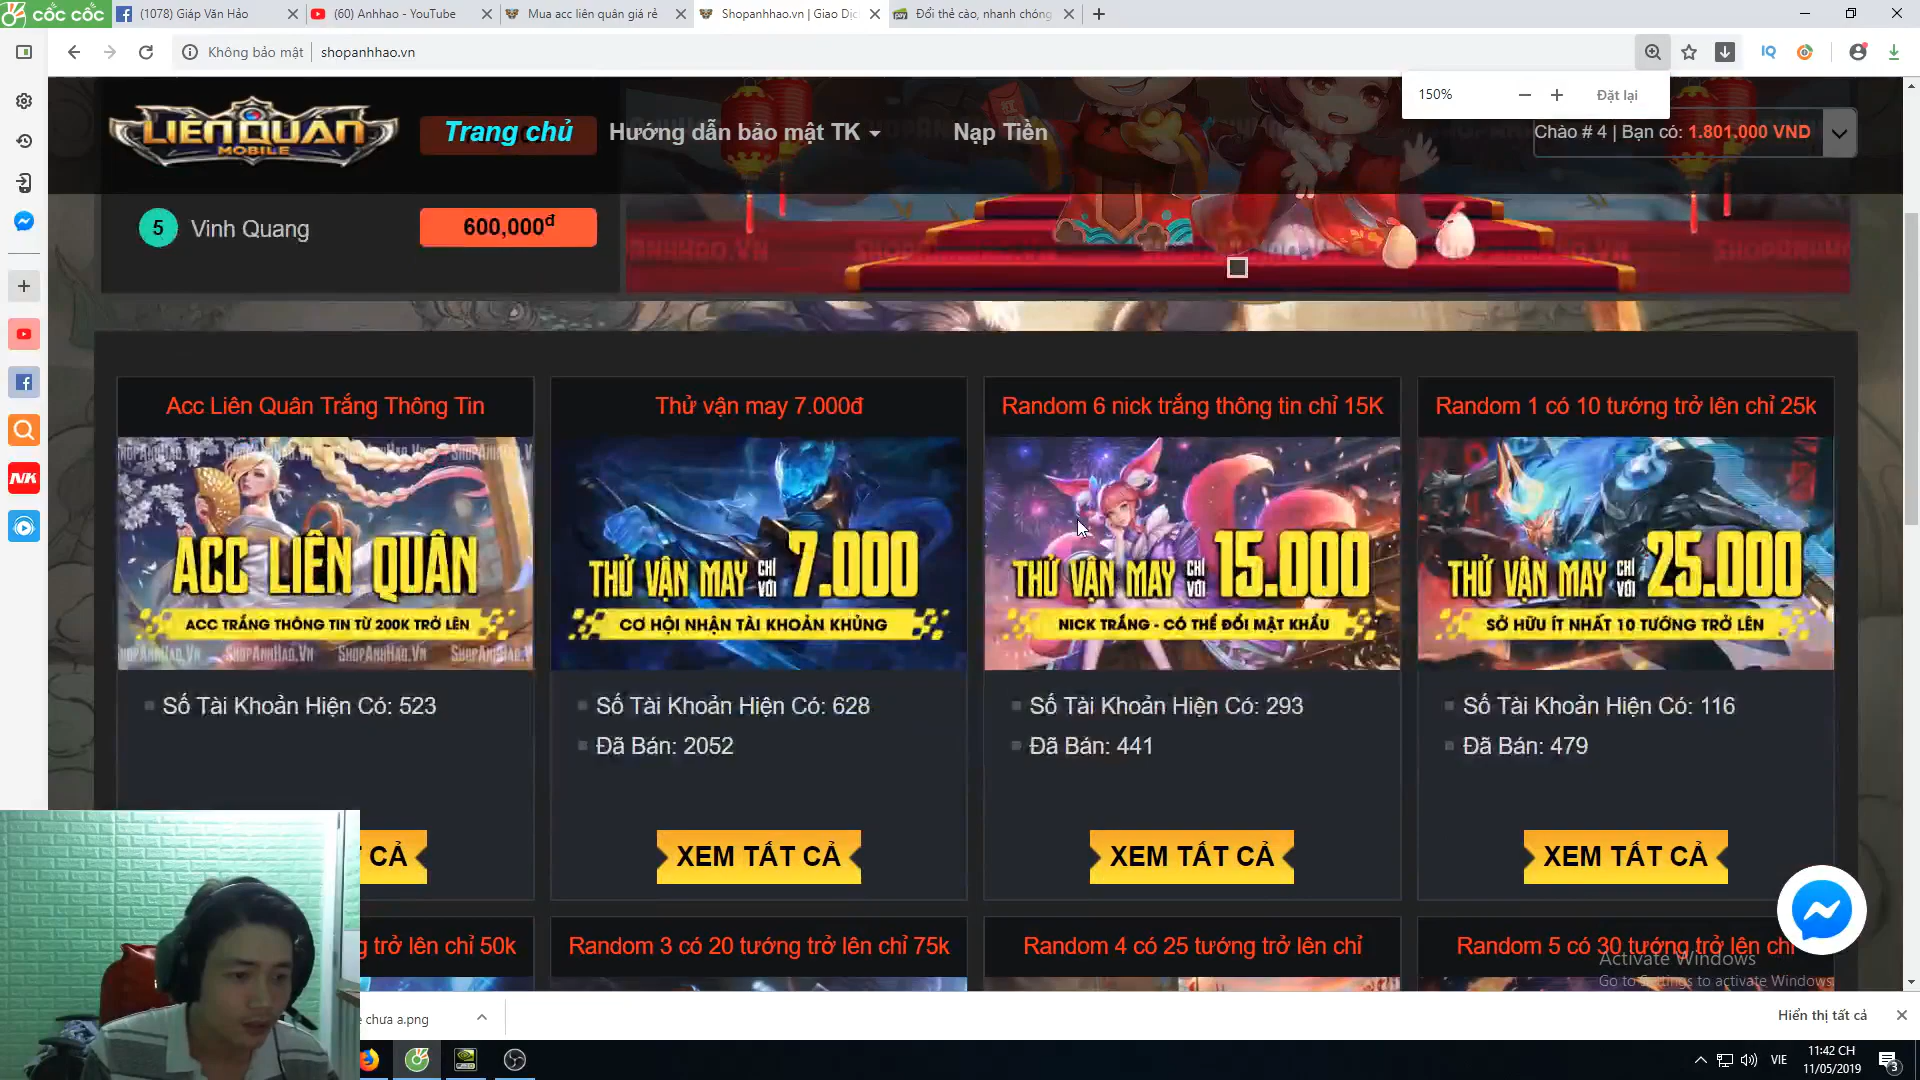 cốc cốc
(1078) Giáp Văn Hảo
(60) Anhhao - YouTube
Mua acc liên quân giá rẻ
Shopanhhao.vn | Giao Dịc
Đổi thẻ cào, nhanh chóng
Không bảo mật
shopanhhao.vn
IQ
150%
Đặt lại
LIÊN QUÂN
MOBILE
Trang chủ
Hướng dẫn bảo mật TK
Nạp Tiền
Chào # 4 | Bạn có: 1.801.000 VND
5
Vinh Quang
600,000đ
Acc Liên Quân Trắng Thông Tin
Thử vận may 7.000đ
Random 6 nick trắng thông tin chỉ 15K
Random 1 có 10 tướng trở lên chỉ 25k
ACC LIÊN QUÂN
ACC TRẮNG THÔNG TIN TỪ 200K TRỞ LÊN
THỬ VẬN MAY CHỈ VỚI 7.000
CƠ HỘI NHẬN TÀI KHOẢN KHỦNG
THỬ VẬN MAY CHỈ VỚI 15.000
NICK TRẮNG - CÓ THỂ ĐỔI MẬT KHẨU
THỬ VẬN MAY CHỈ VỚI 25.000
SỞ HỮU ÍT NHẤT 10 TƯỚNG TRỞ LÊN
ShopAnhHao.Vn
Số Tài Khoản Hiện Có: 523
Số Tài Khoản Hiện Có: 628
Đã Bán: 2052
Số Tài Khoản Hiện Có: 293
Đã Bán: 441
Số Tài Khoản Hiện Có: 116
Đã Bán: 479
CẢ
XEM TẤT CẢ
XEM TẤT CẢ
XEM TẤT CẢ
g trở lên chỉ 50k
Random 3 có 20 tướng trở lên chỉ 75k
Random 4 có 25 tướng trở lên chỉ
Random 5 có 30 tướng trở lên chỉ
Activate Windows
Go to Settings to activate Windows.
chưa a.png
Hiển thị tất cả
VIE
11:42 CH
11/05/2019
3